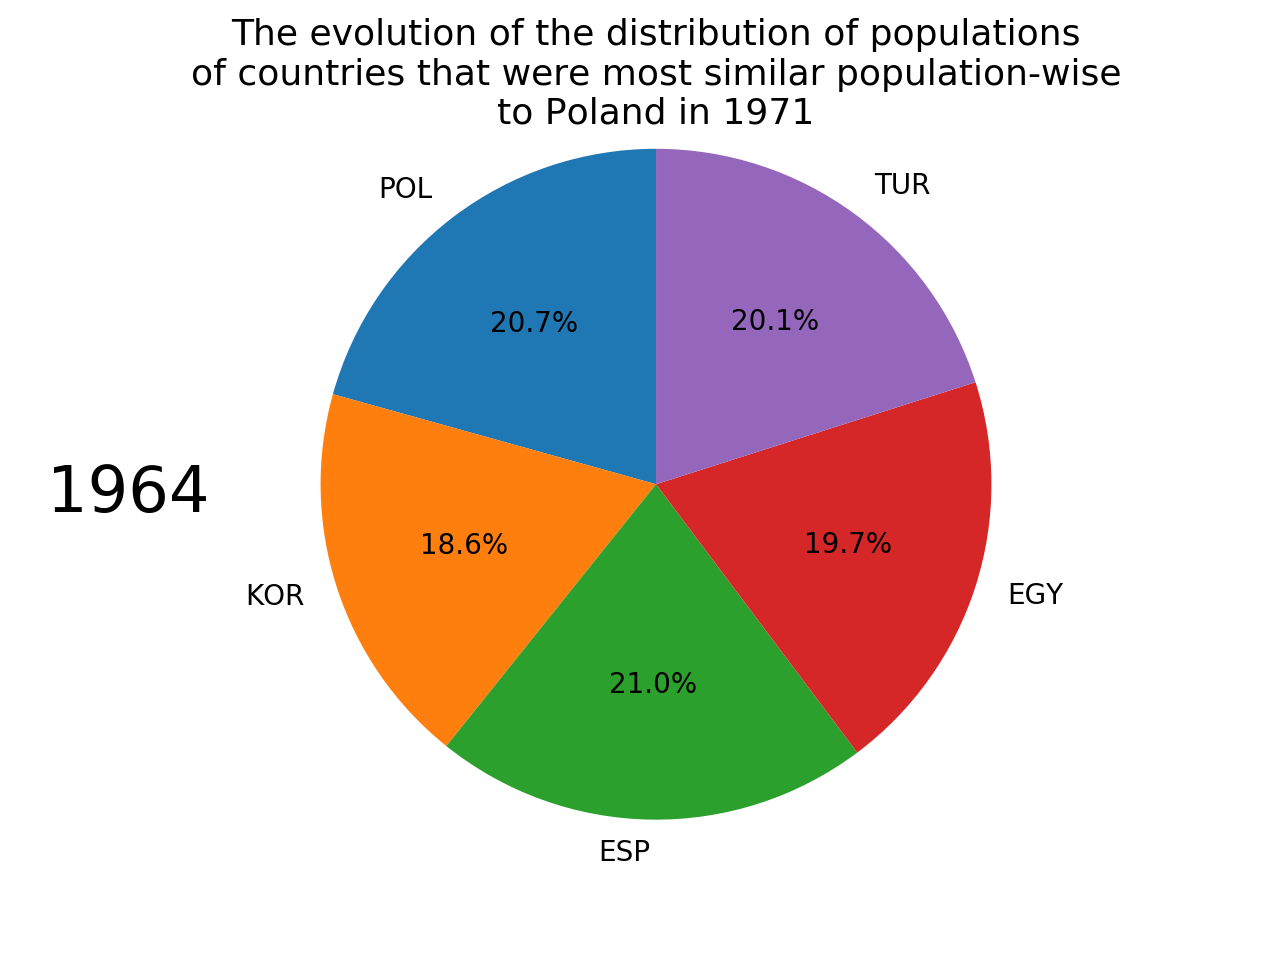 The evolution of the distribution of populations
of countries that were most similar population-wise
to Poland in 1971
POL
TUR
20.7%
20.1%
1964
18.6%
19.7%
KOR
EGY
21.0%
ESP